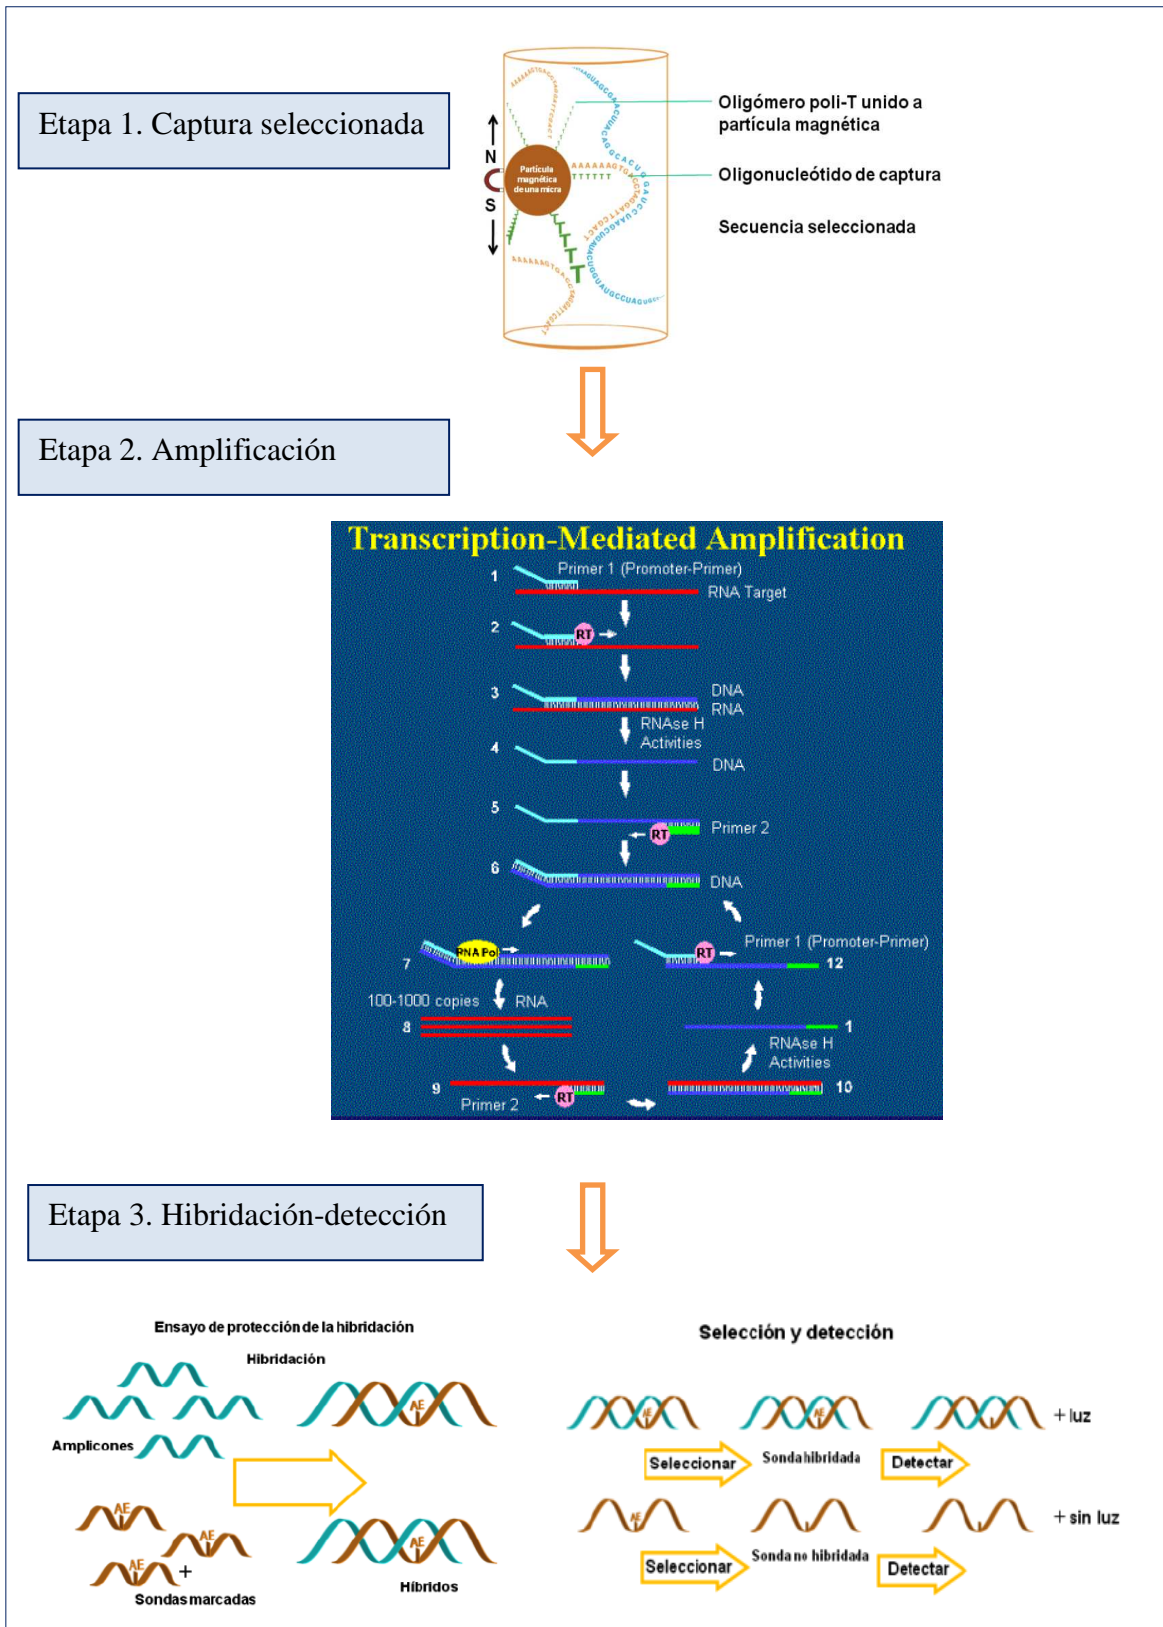 Etapa 1. Captura seleccionada
N
S
Partícula
magnética
de una micra
AAAAAAGTGA
TTTTTT
T
T
T
T
T
Oligómero poli-T unido a
partícula magnética
Oligonucleótido de captura
Secuencia seleccionada
Etapa 2. Amplificación
Transcription-Mediated Amplification
1
Primer 1 (Promoter-Primer)
RNA Target
2
RT
3
DNA
RNA
RNAse H
Activities
4
DNA
5
RT
Primer 2
6
DNA
7
RNA Pol
Primer 1 (Promoter-Primer)
RT
12
100-1000 copies
RNA
8
1
RNAse H
Activities
9
Primer 2
RT
10
Etapa 3. Hibridación-detección
Ensayo de protección de la hibridación
Hibridación
AE
Amplicones
AE
AE
AE
+
Sondas marcadas
AE
Híbridos
Selección y detección
AE
AE
+ luz
Seleccionar
Sonda hibridada
Detectar
AE
+ sin luz
Seleccionar
Sonda no hibridada
Detectar